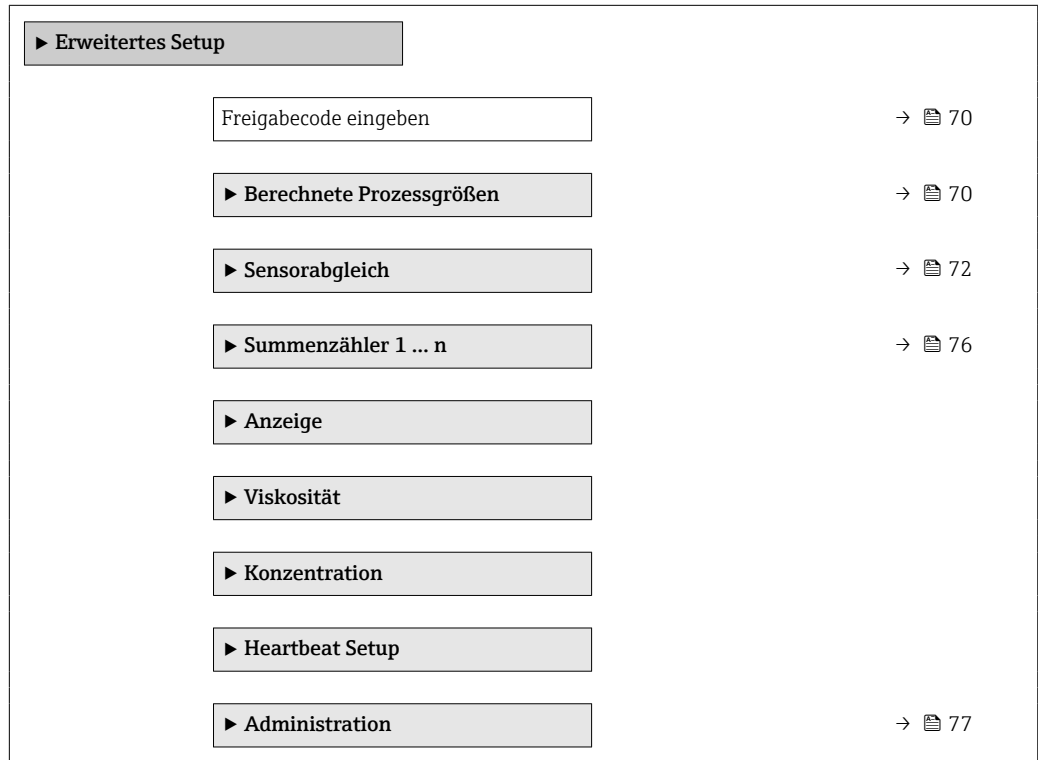 ▶ Erweitertes Setup
Freigabecode eingeben → 70
▶ Berechnete Prozessgrößen → 70
▶ Sensorabgleich → 72
▶ Summenzähler 1 … n → 76
▶ Anzeige
▶ Viskosität
▶ Konzentration
▶ Heartbeat Setup
▶ Administration → 77